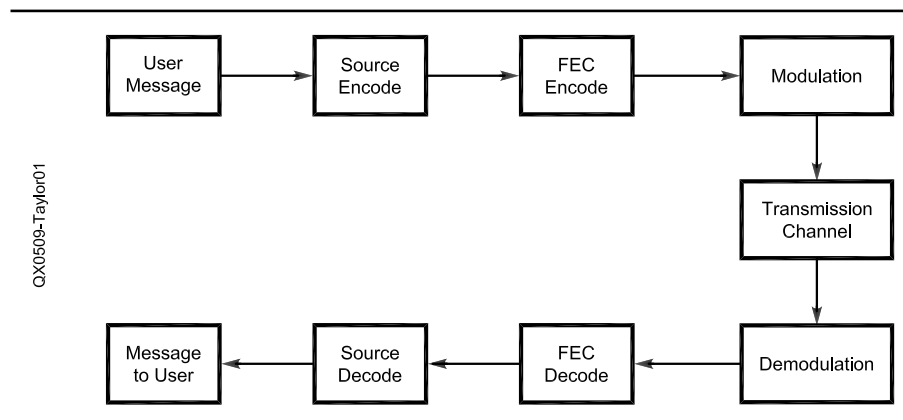 User
Message
Source
Encode
FEC
Encode
Modulation
Transmission
Channel
Demodulation
FEC
Decode
Source
Decode
Message
to User
QX0509-Taylor01